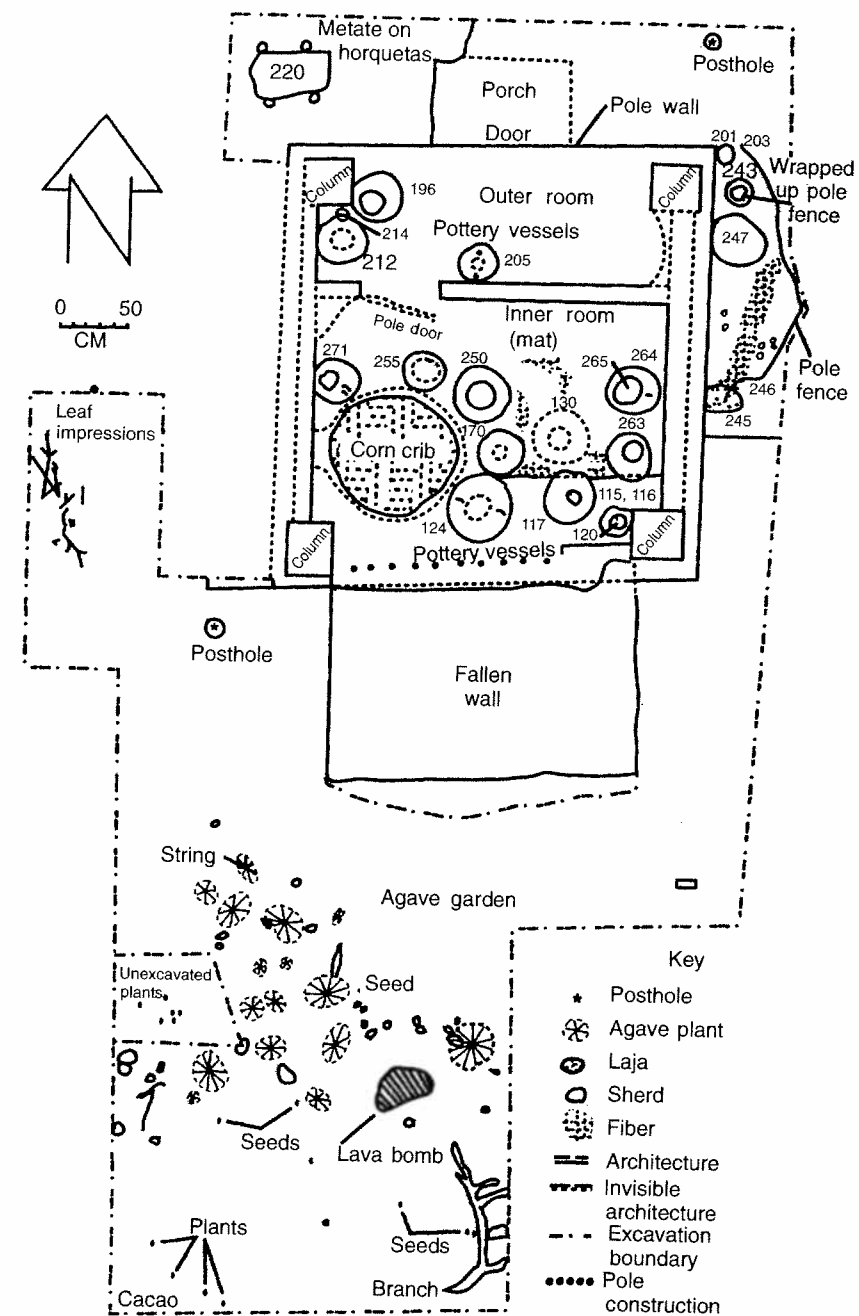 Metate on
horquetas
220
Posthole
Porch
Pole wall
Door
201 203
243
Wrapped
up pole
fence
Column
196
Outer room
Column
214
Pottery vessels
212
205
247
0 50
CM
Pole door
Inner room
(mat)
271
255
250
265
264
Pole
fence
246
245
Leaf
impressions
130
170
263
Corn crib
115, 116
124
117
120
Column
Pottery vessels
Column
Posthole
Fallen
wall
String
Agave garden
Unexcavated
plants
Seed
Seeds
Lava bomb
Plants
Seeds
Cacao
Branch
Key
Posthole
Agave plant
Laja
Sherd
Fiber
Architecture
Invisible
architecture
Excavation
boundary
Pole
construction